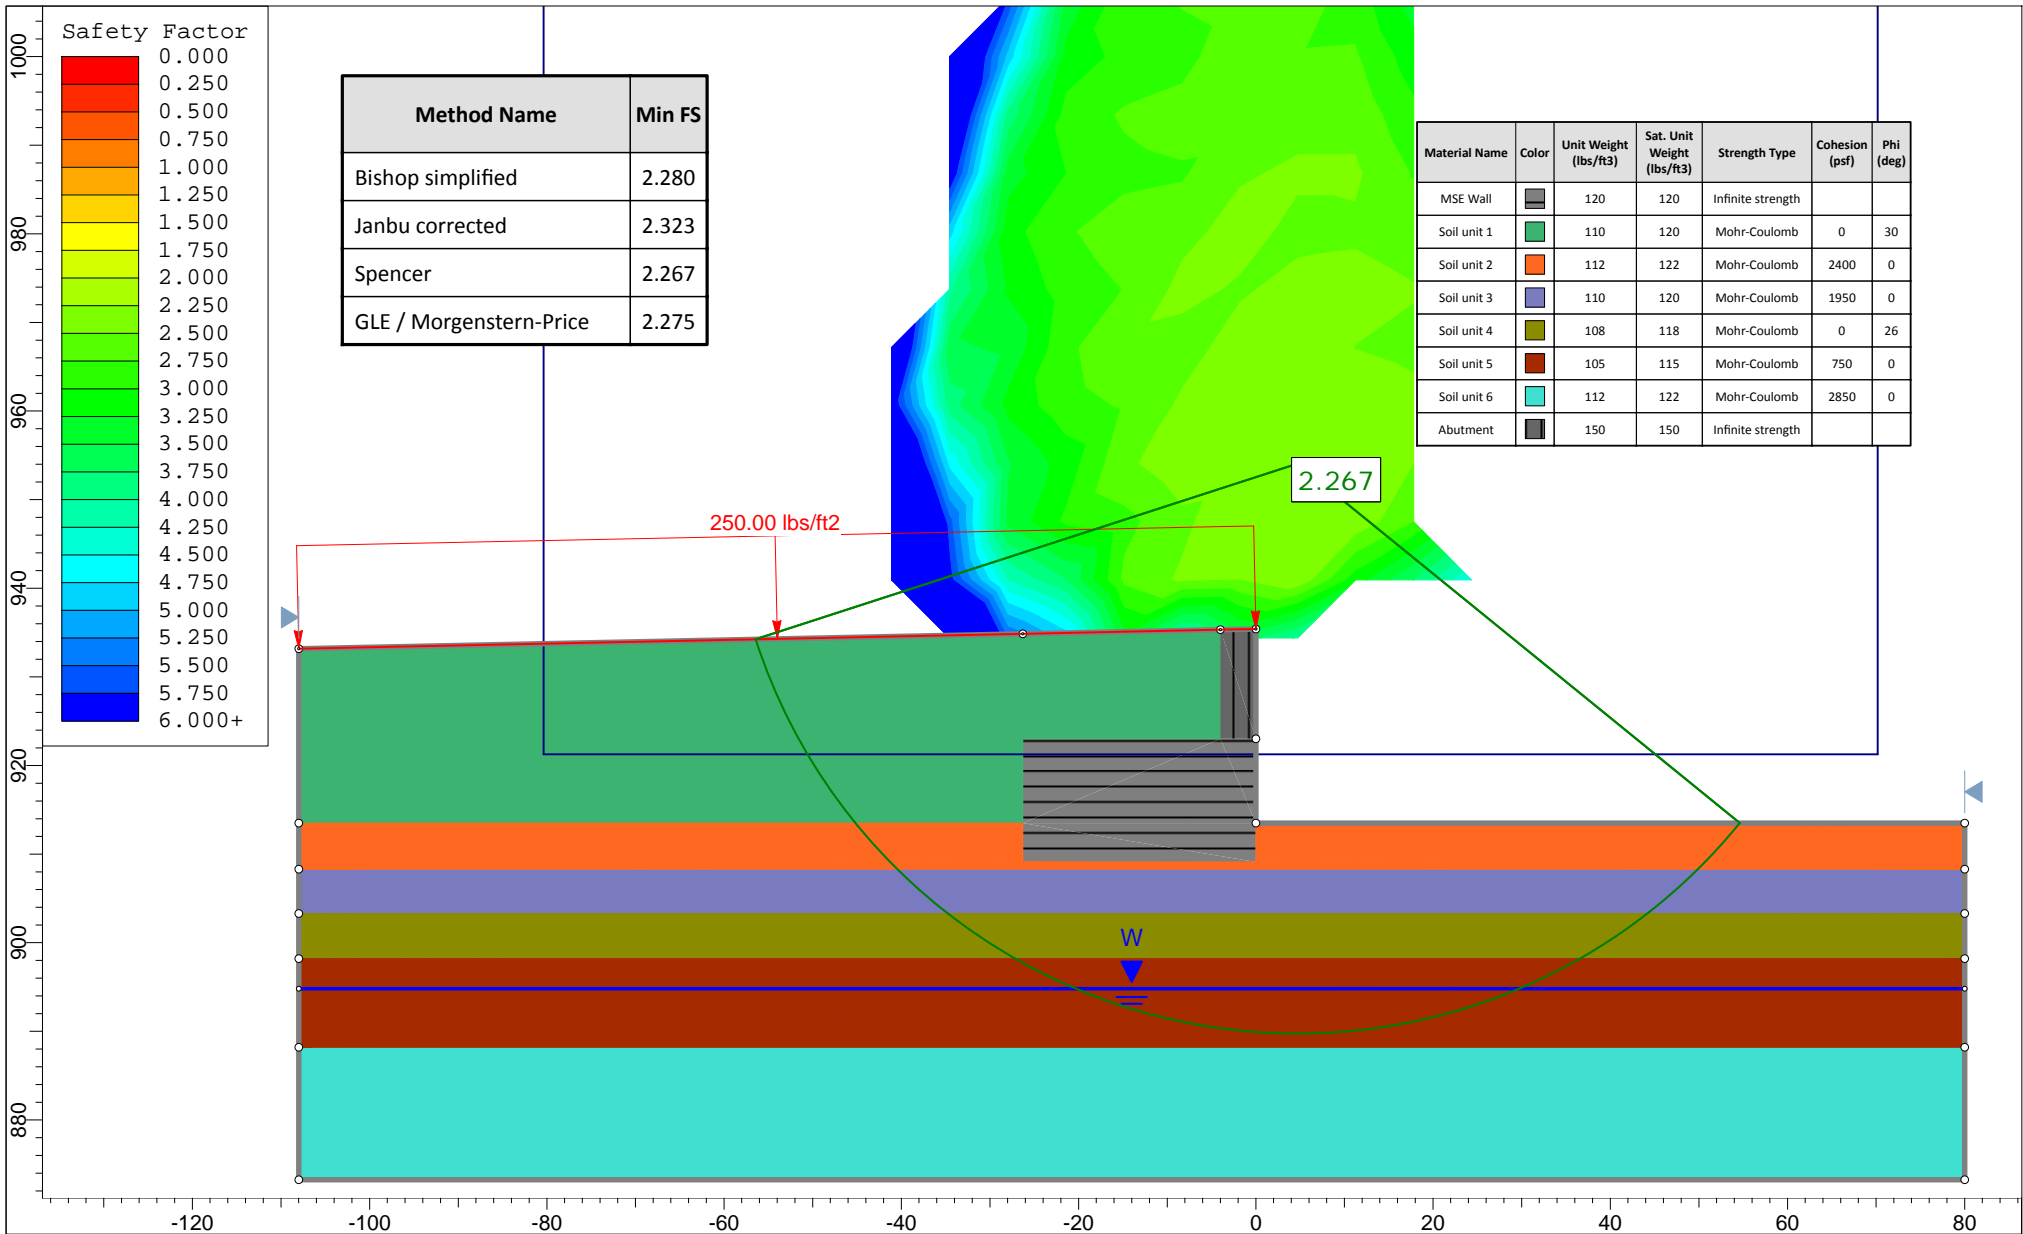 Safety Factor
0.000
0.250
0.500
0.750
1.000
1.250
1.500
1.750
2.000
2.250
2.500
2.750
3.000
3.250
3.500
3.750
4.000
4.250
4.500
4.750
5.000
5.250
5.500
5.750
6.000+
Method Name Min FS
Bishop simplified 2.280
Janbu corrected 2.323
Spencer 2.267
GLE / Morgenstern-Price 2.275
Material Name Color Unit Weight (lbs/ft3) Sat. Unit Weight (lbs/ft3) Strength Type Cohesion (psf) Phi (deg)
MSE Wall 120 120 Infinite strength
Soil unit 1 110 120 Mohr-Coulomb 0 30
Soil unit 2 112 122 Mohr-Coulomb 2400 0
Soil unit 3 110 120 Mohr-Coulomb 1950 0
Soil unit 4 108 118 Mohr-Coulomb 0 26
Soil unit 5 105 115 Mohr-Coulomb 750 0
Soil unit 6 112 122 Mohr-Coulomb 2850 0
Abutment 150 150 Infinite strength
2.267
250.00 lbs/ft2
W
1000
980
960
940
920
900
880
-120 -100 -80 -60 -40 -20 0 20 40 60 80